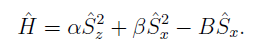 Ĥ = αŜ_z^2 + βŜ_x^2 − BŜ_x.